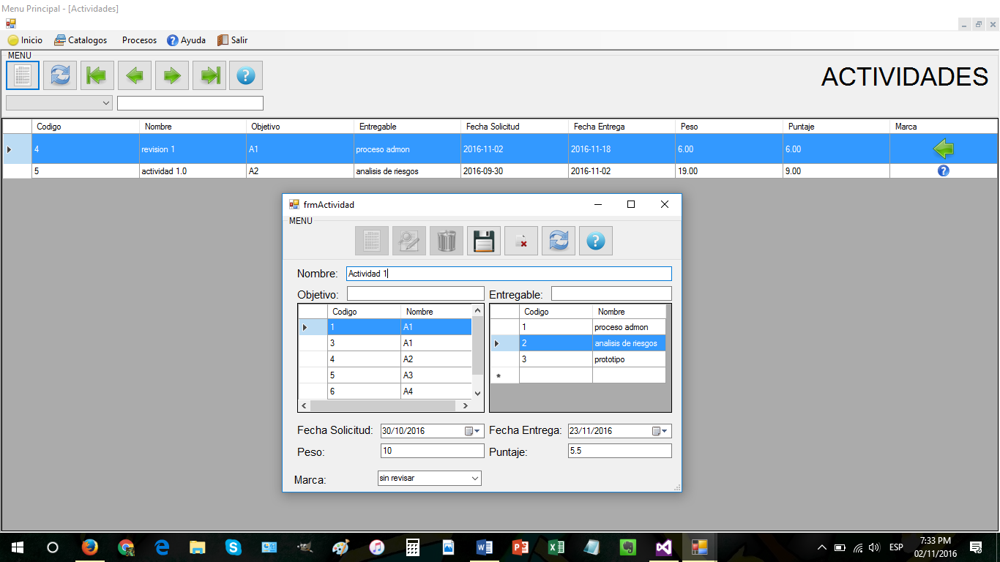 Menu Principal - [Actividades]
Inicio Catalogos Procesos Ayuda Salir
MENU
ACTIVIDADES
Codigo Nombre Objetivo Entregable Fecha Solicitud Fecha Entrega Peso Puntaje Marca
4 revision 1 A1 proceso admon 2016-11-02 2016-11-18 6.00 6.00
5 actividad 1.0 A2 analisis de riesgos 2016-09-30 2016-11-02 19.00 9.00
frmActividad
MENU
Nombre: Actividad 1
Objetivo: Entregable:
Codigo Nombre
1 A1
3 A1
4 A2
5 A3
6 A4
Codigo Nombre
1 proceso admon
2 analisis de riesgos
3 prototipo
*
Fecha Solicitud: 30/10/2016 Fecha Entrega: 23/11/2016
Peso: 10 Puntaje: 5.5
Marca: sin revisar
ESP
7:33 PM
02/11/2016